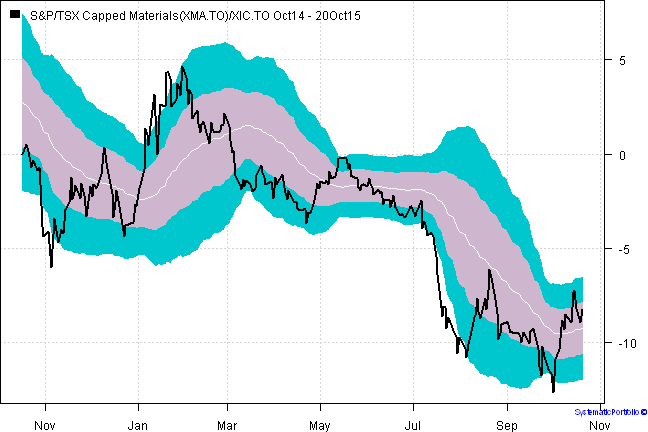 S&P/TSX Capped Materials(XMA.TO)/XIC.TO Oct14 - 20Oct15
5
0
-5
-10
Nov Jan Mar May Jul Sep Nov
SystematicPortfolio ©